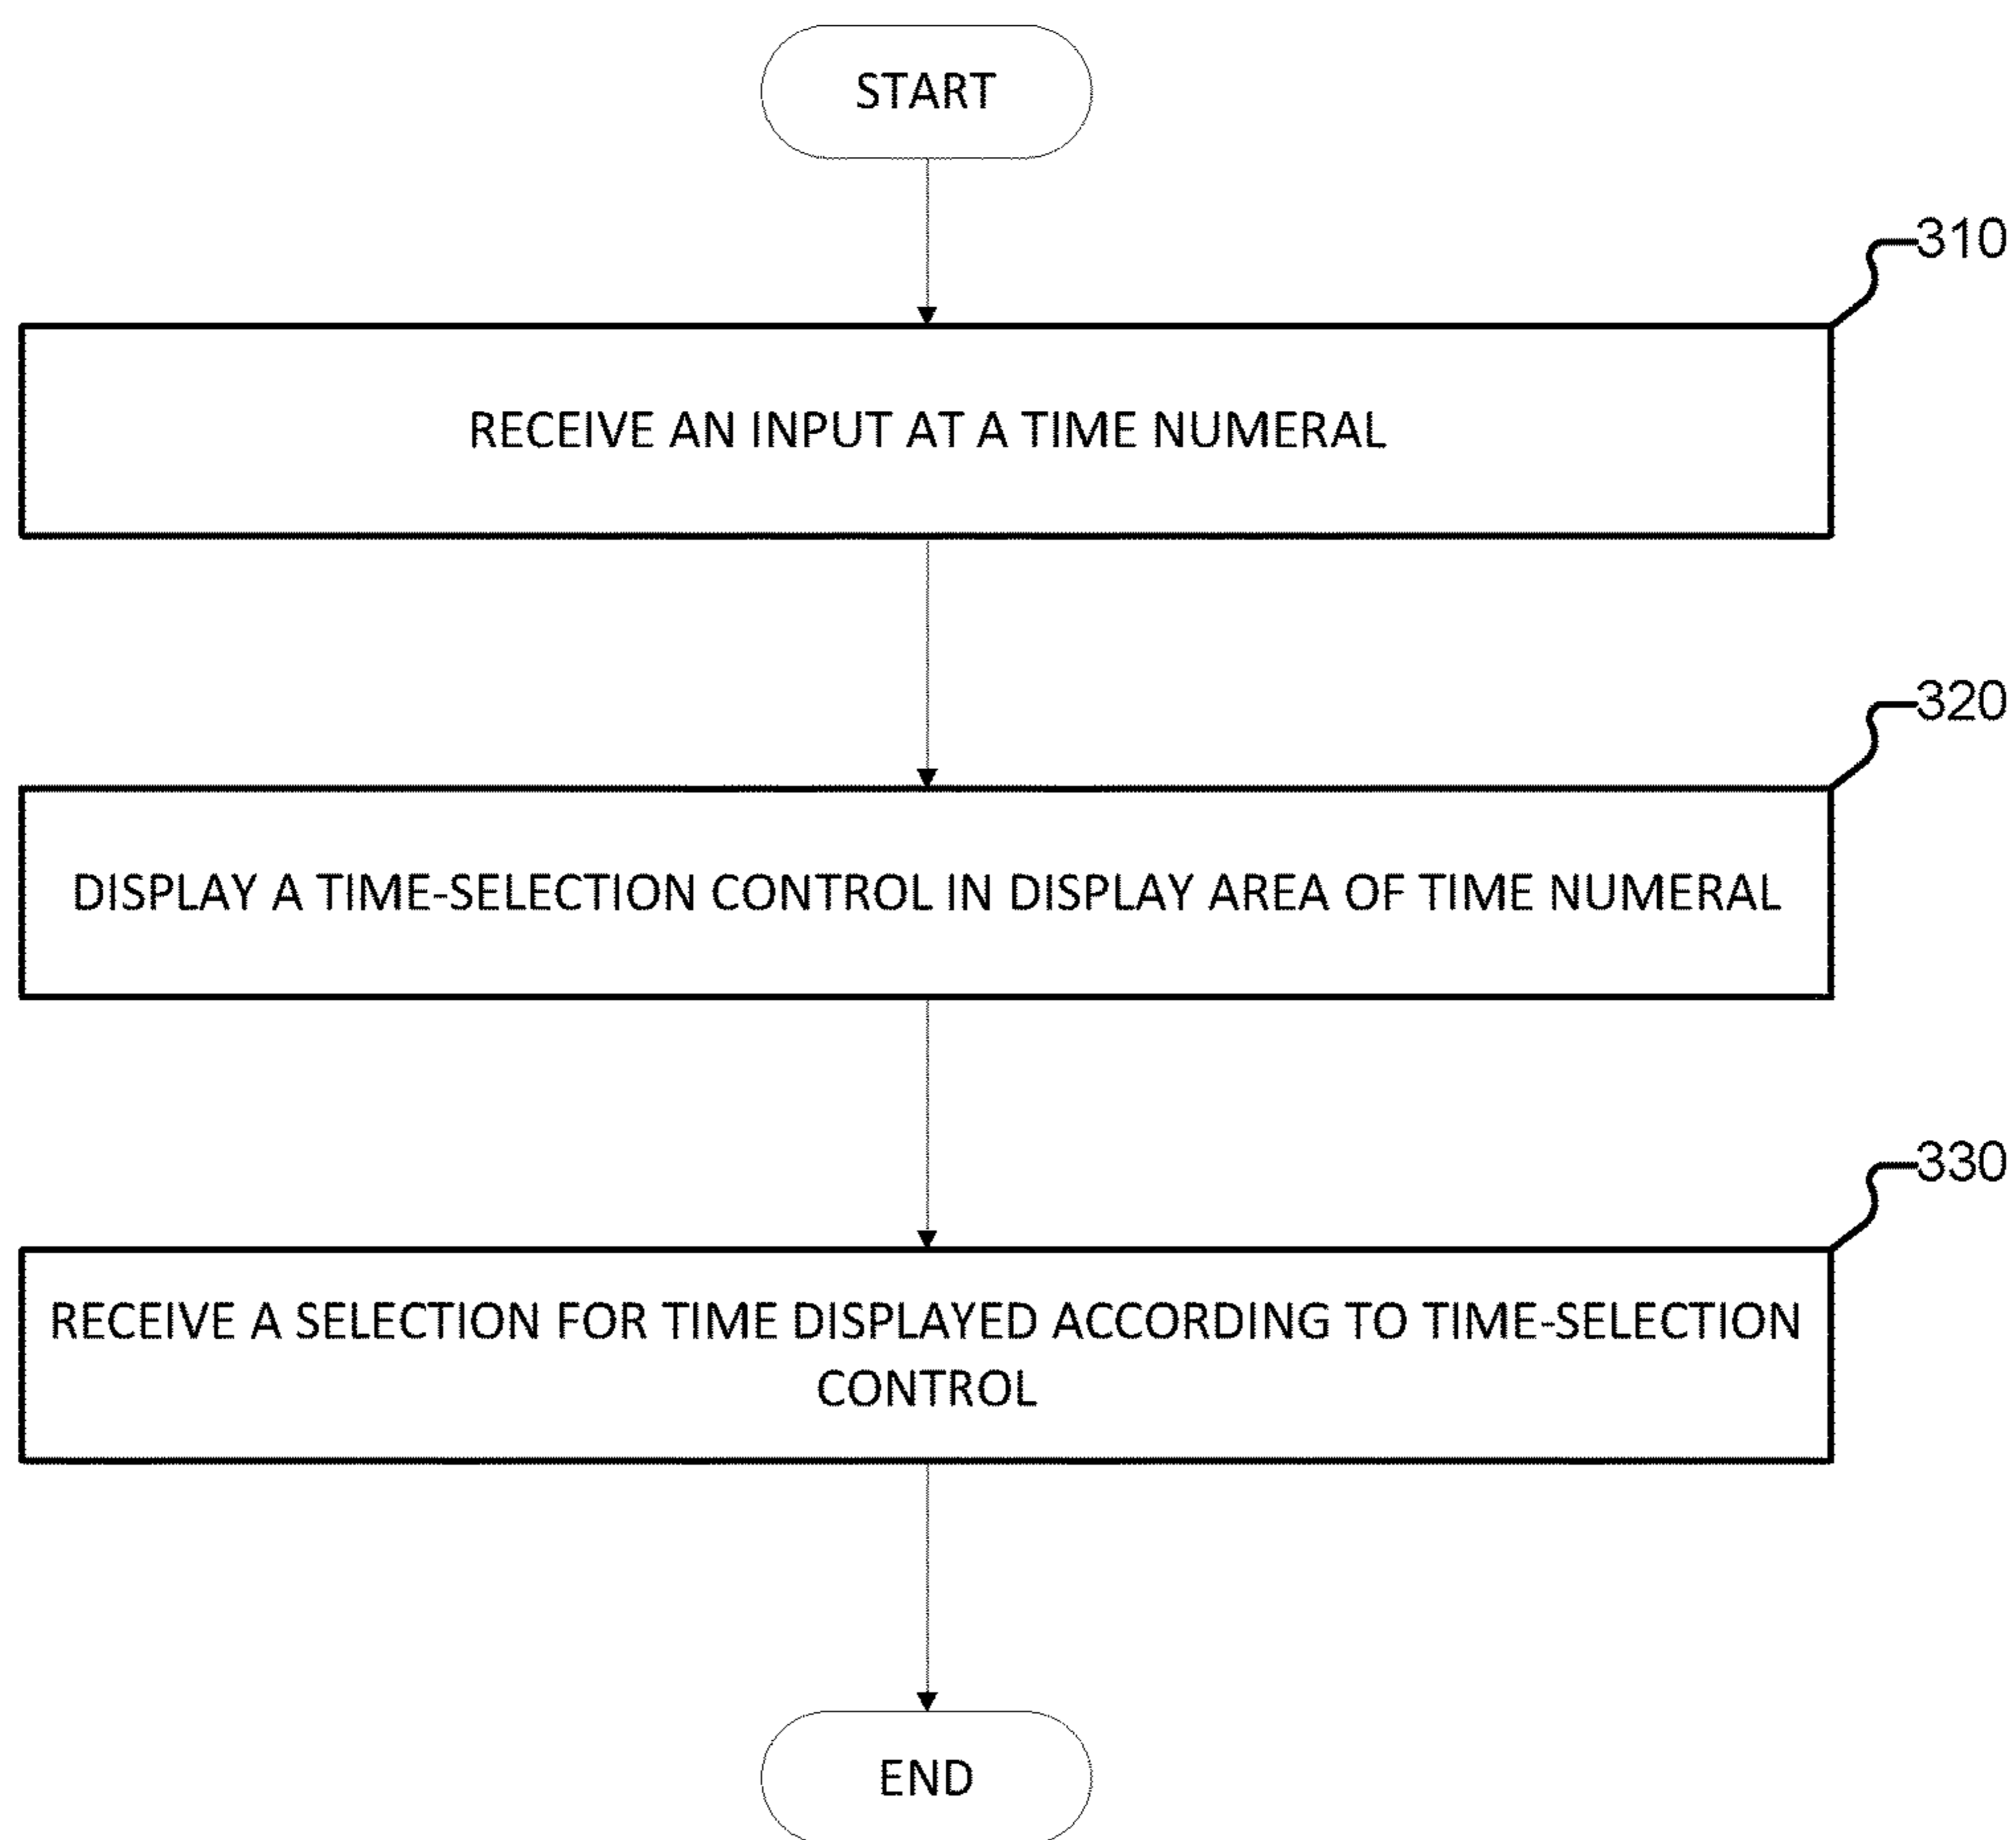 START
310
RECEIVE AN INPUT AT A TIME NUMERAL
320
DISPLAY A TIME-SELECTION CONTROL IN DISPLAY AREA OF TIME NUMERAL
330
RECEIVE A SELECTION FOR TIME DISPLAYED ACCORDING TO TIME-SELECTION
CONTROL
END